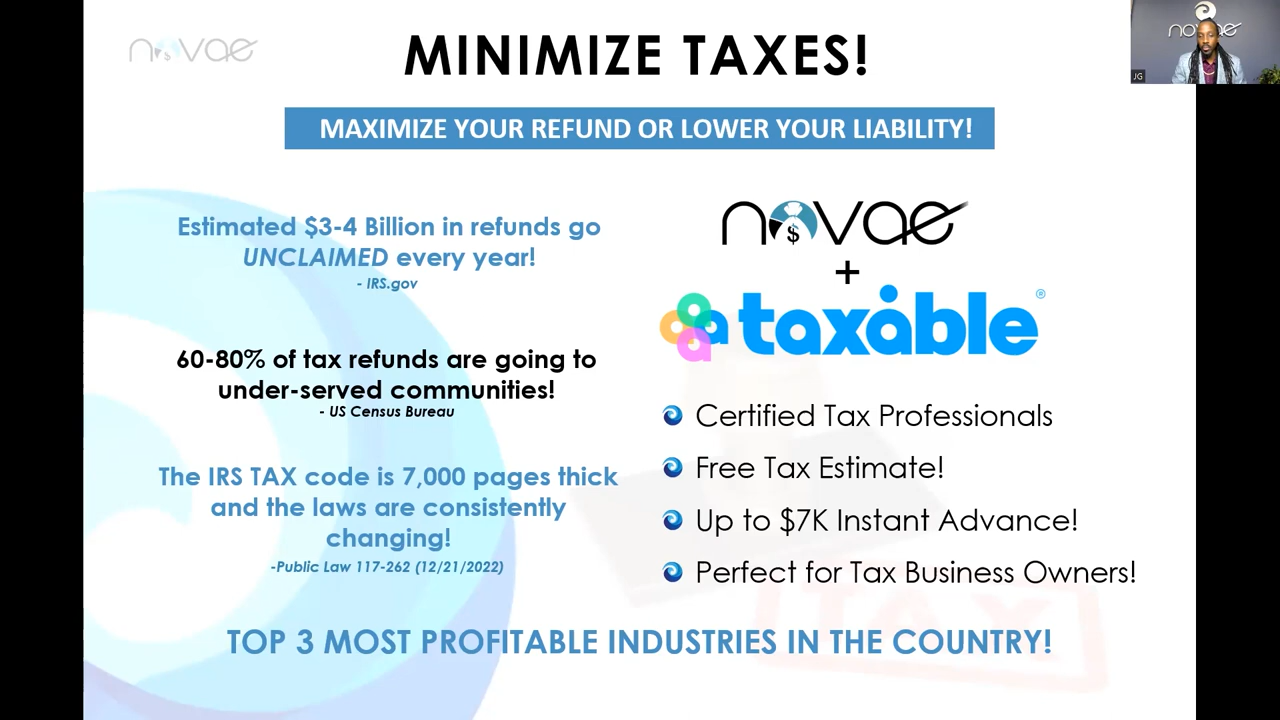 novae
MINIMIZE TAXES!
novae
JG
MAXIMIZE YOUR REFUND OR LOWER YOUR LIABILITY!
Estimated $3-4 Billion in refunds go
UNCLAIMED every year!
- IRS.gov
60-80% of tax refunds are going to
under-served communities!
- US Census Bureau
The IRS TAX code is 7,000 pages thick
and the laws are consistently
changing!
-Public Law 117-262 (12/21/2022)
novae
$
+
taxable®
Certified Tax Professionals
Free Tax Estimate!
Up to $7K Instant Advance!
Perfect for Tax Business Owners!
TAX
TOP 3 MOST PROFITABLE INDUSTRIES IN THE COUNTRY!